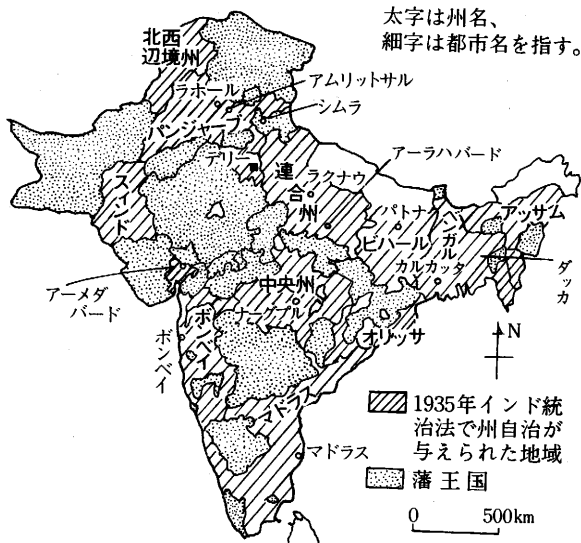 太字は州名、
細字は都市名を指す。
北西
辺境州
ラホール
アムリットサル
シムラ
パンジャーブ
デリー
連合州
ラクナウ
アーラハバード
スインド
パトナ
ビハール
ベンガル
アッサム
カルカッタ
ダッカ
アーメダ
バード
中央州
ナーグプル
ボンベイ
ボンベイ
オリッサ
マドラス
マドラス
N
1935年インド統
治法で州自治が
与えられた地域
藩王国
0 500km